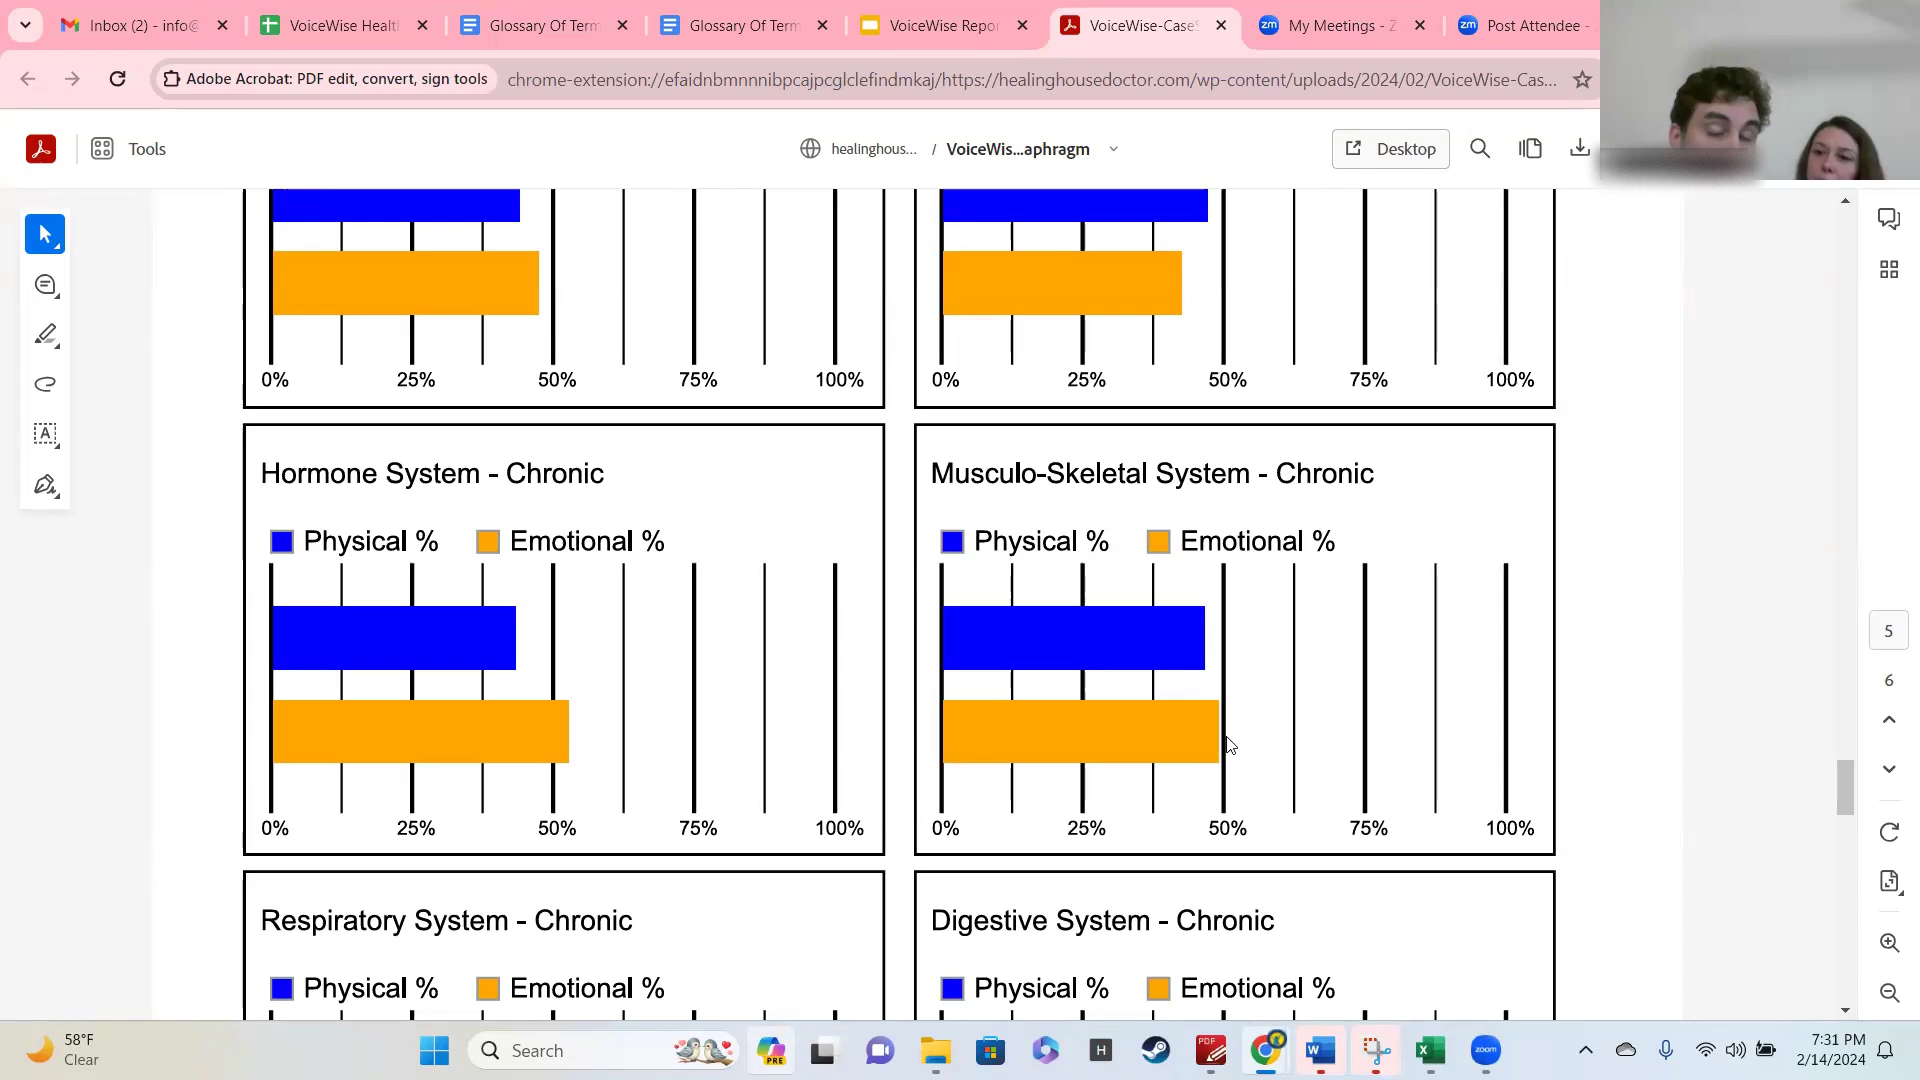 Inbox (2) - info@
VoiceWise Healt
Glossary Of Term
Glossary Of Term
VoiceWise Repor
VoiceWise-CaseS
My Meetings - Z
Post Attendee -
Adobe Acrobat: PDF edit, convert, sign tools
chrome-extension://efaidnbmnnnibpcajpcglclefindmkaj/https://healinghousedoctor.com/wp-content/uploads/2024/02/VoiceWise-Cas...
Tools
healinghous... / VoiceWis...aphragm
Desktop
0% 25% 50% 75% 100%
0% 25% 50% 75% 100%
Hormone System - Chronic
Physical % Emotional %
0% 25% 50% 75% 100%
Musculo-Skeletal System - Chronic
Physical % Emotional %
0% 25% 50% 75% 100%
Respiratory System - Chronic
Physical % Emotional %
Digestive System - Chronic
Physical % Emotional %
5
6
58°F
Clear
Search
PRE
H
PDF
zoom
7:31 PM
2/14/2024